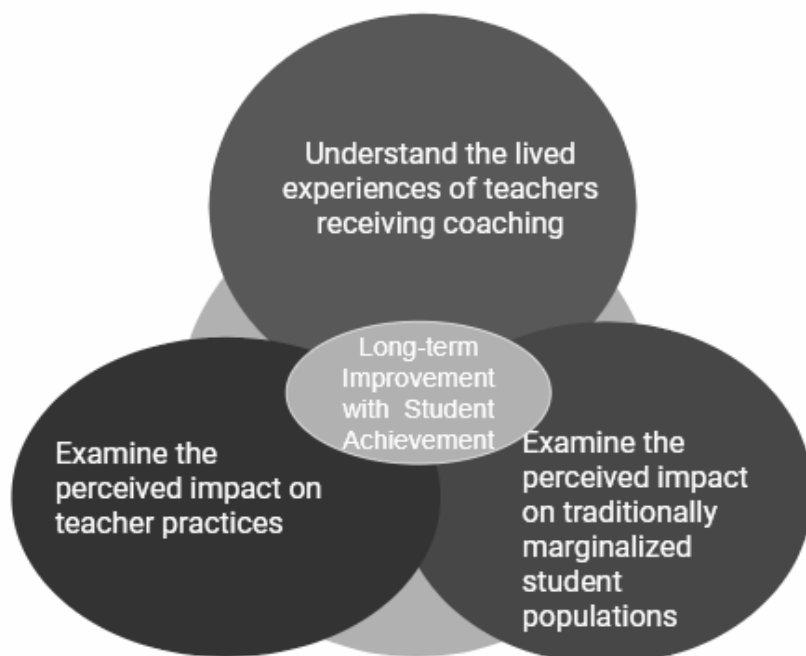 Understand the lived
experiences of teachers
receiving coaching
Long-term
Improvement
with Student
Achievement
Examine the
perceived impact on
teacher practices
Examine the
perceived impact
on traditionally
marginalized
student
populations